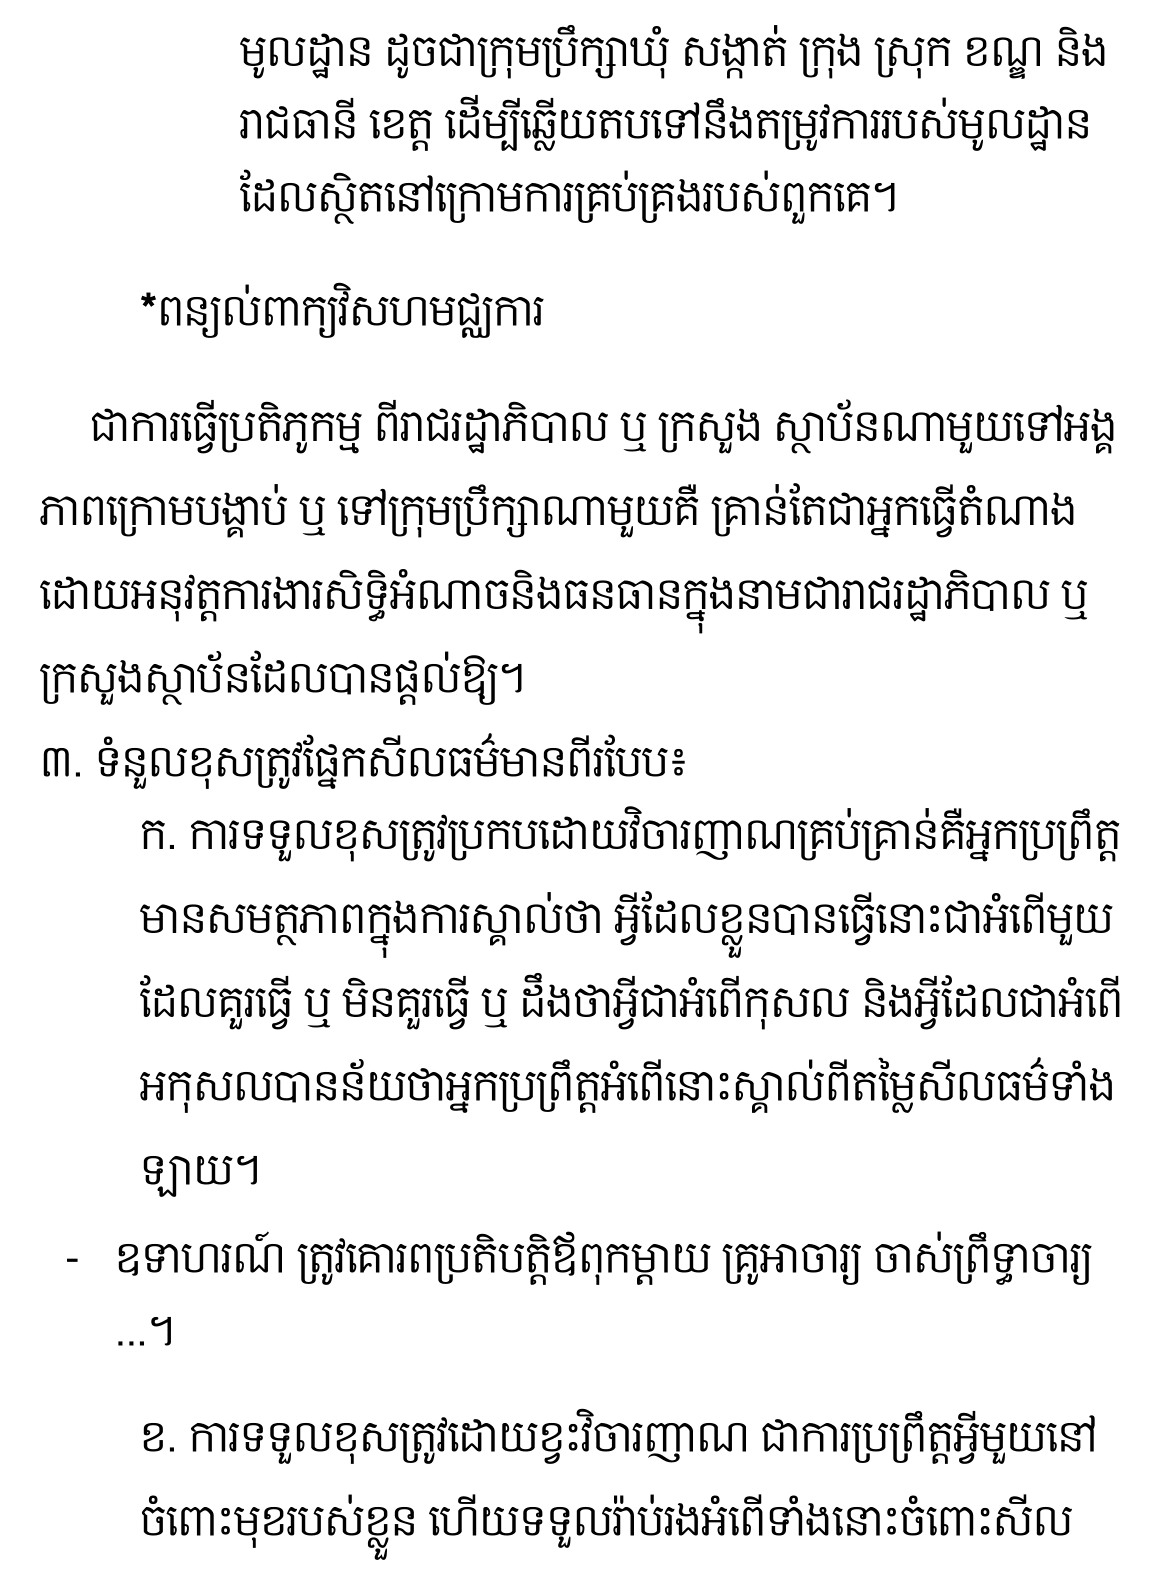 មូលដ្ឋាន ដូចជាក្រុមប្រឹក្សាឃុំ សង្កាត់ ក្រុង ស្រុក ខណ្ឌ និង
រាជធានី ខេត្ត ដើម្បីឆ្លើយតបទៅនឹងតម្រូវការរបស់មូលដ្ឋាន
ដែលស្ថិតនៅក្រោមការគ្រប់គ្រងរបស់ពួកគេ។
*ពន្យល់ពាក្យវិសហមជ្ឈការ
ជាការធ្វើប្រតិភូកម្ម ពីរាជរដ្ឋាភិបាល ឬ ក្រសួង ស្ថាប័នណាមួយទៅអង្គ
ភាពក្រោមបង្គាប់ ឬ ទៅក្រុមប្រឹក្សាណាមួយគឺ គ្រាន់តែជាអ្នកធ្វើតំណាង
ដោយអនុវត្តការងារសិទ្ធិអំណាចនិងធនធានក្នុងនាមជារាជរដ្ឋាភិបាល ឬ
ក្រសួងស្ថាប័នដែលបានផ្តល់ឱ្យ។
៣. ទំនួលខុសត្រូវផ្នែកសីលធម៌មានពីរបែប៖
ក. ការទទួលខុសត្រូវប្រកបដោយវិចារញាណគ្រប់គ្រាន់គឺអ្នកប្រព្រឹត្ត
មានសមត្ថភាពក្នុងការស្គាល់ថា អ្វីដែលខ្លួនបានធ្វើនោះជាអំពើមួយ
ដែលគួរធ្វើ ឬ មិនគួរធ្វើ ឬ ដឹងថាអ្វីជាអំពើកុសល និងអ្វីដែលជាអំពើ
អកុសលបានន័យថាអ្នកប្រព្រឹត្តអំពើនោះស្គាល់ពីតម្លៃសីលធម៌ទាំង
ឡាយ។
- ឧទាហរណ៍ ត្រូវគោរពប្រតិបត្តិឪពុកម្តាយ គ្រូអាចារ្យ ចាស់ព្រឹទ្ធាចារ្យ
...។
ខ. ការទទួលខុសត្រូវដោយខ្វះវិចារញាណ ជាការប្រព្រឹត្តអ្វីមួយនៅ
ចំពោះមុខរបស់ខ្លួន ហើយទទួលរ៉ាប់រងអំពើទាំងនោះចំពោះសីល